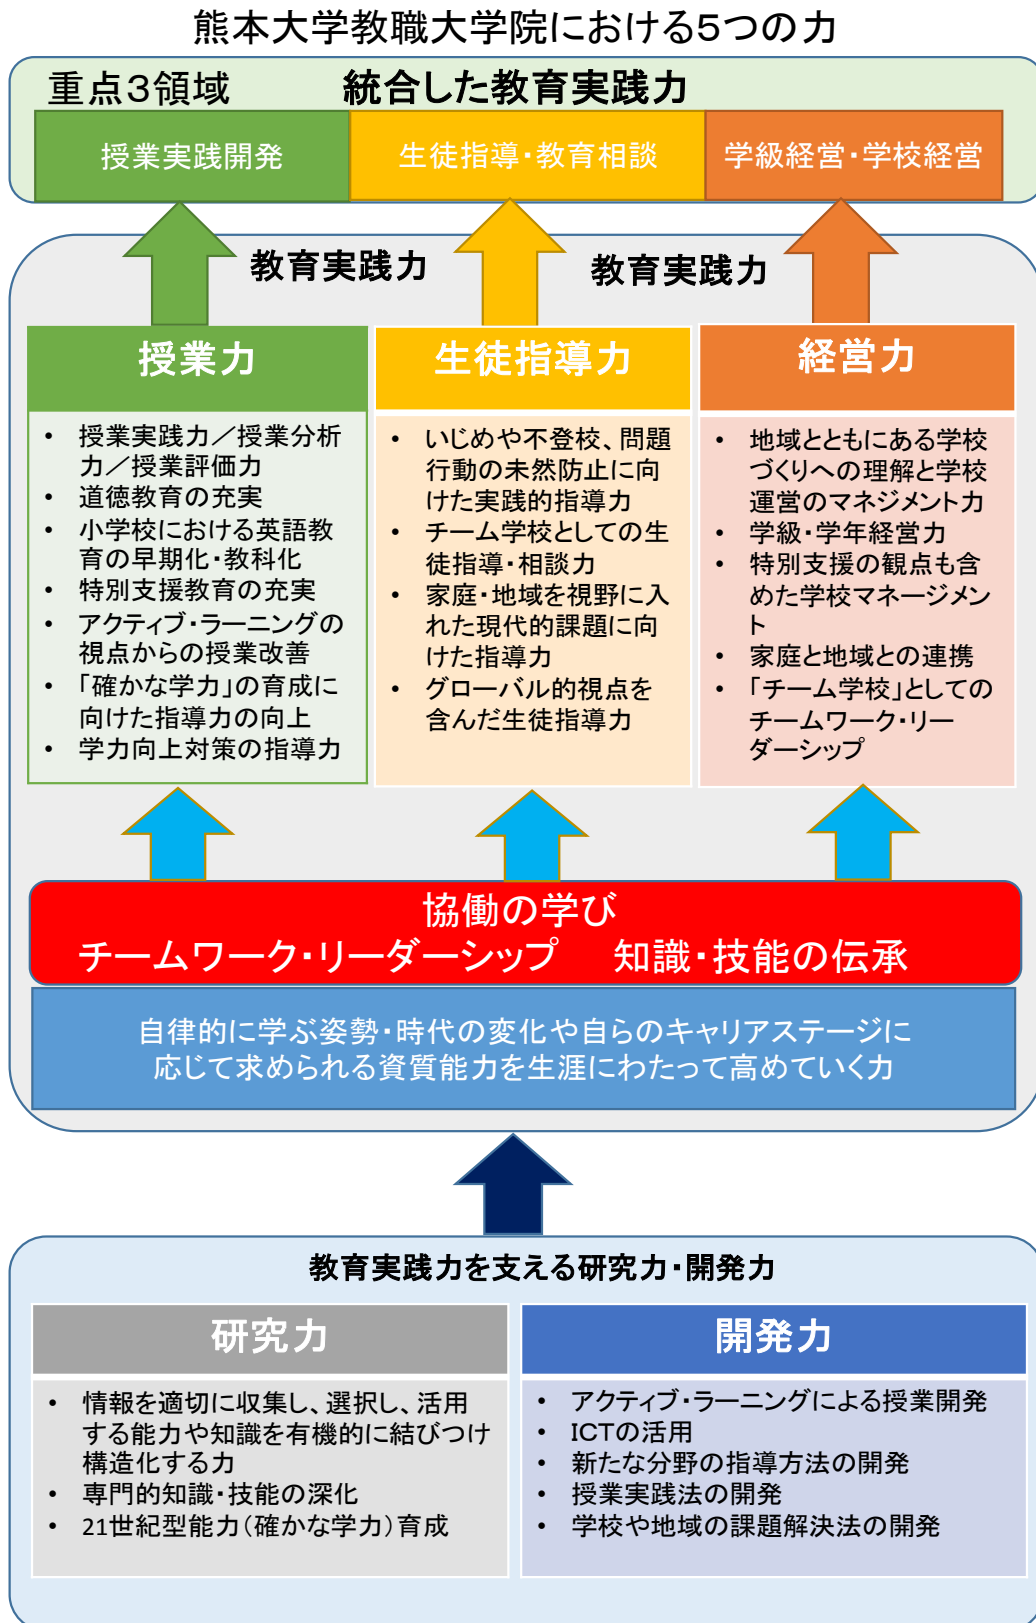 熊本大学教職大学院における5つの力
重点3領域 統合した教育実践力
授業実践開発
生徒指導・教育相談
学級経営・学校経営
教育実践力
教育実践力
授業力
• 授業実践力／授業分析
力／授業評価力
• 道徳教育の充実
• 小学校における英語教
育の早期化・教科化
• 特別支援教育の充実
• アクティブ・ラーニングの
視点からの授業改善
• 「確かな学力」の育成に
向けた指導力の向上
• 学力向上対策の指導力
生徒指導力
• いじめや不登校、問題
行動の未然防止に向
けた実践的指導力
• チーム学校としての生
徒指導・相談力
• 家庭・地域を視野に入
れた現代的課題に向
けた指導力
• グローバル的視点を
含んだ生徒指導力
経営力
• 地域とともにある学校
づくりへの理解と学校
運営のマネジメント力
• 学級・学年経営力
• 特別支援の観点も含
めた学校マネージメン
ト
• 家庭と地域との連携
• 「チーム学校」としての
チームワーク・リー
ダーシップ
協働の学び
チームワーク・リーダーシップ 知識・技能の伝承
自律的に学ぶ姿勢・時代の変化や自らのキャリアステージに
応じて求められる資質能力を生涯にわたって高めていく力
教育実践力を支える研究力・開発力
研究力
• 情報を適切に収集し、選択し、活用
する能力や知識を有機的に結びつけ
構造化する力
• 専門的知識・技能の深化
• 21世紀型能力（確かな学力）育成
開発力
• アクティブ・ラーニングによる授業開発
• ICTの活用
• 新たな分野の指導方法の開発
• 授業実践法の開発
• 学校や地域の課題解決法の開発